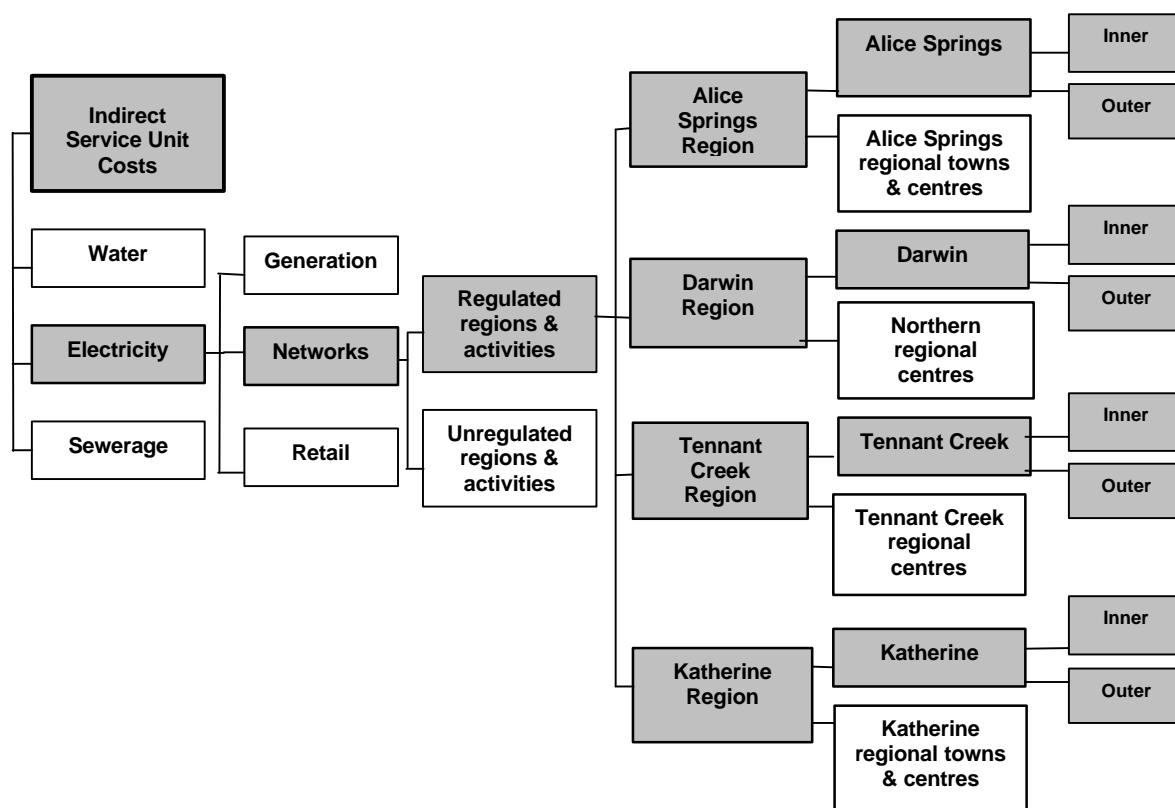 Indirect
Service Unit
Costs
Water
Electricity
Sewerage
Generation
Networks
Retail
Regulated
regions &
activities
Unregulated
regions &
activities
Alice
Springs
Region
Darwin
Region
Tennant
Creek
Region
Katherine
Region
Alice Springs
Alice Springs
regional towns
& centres
Darwin
Northern
regional
centres
Tennant Creek
Tennant Creek
regional
centres
Katherine
Katherine
regional towns
& centres
Inner
Outer
Inner
Outer
Inner
Outer
Inner
Outer